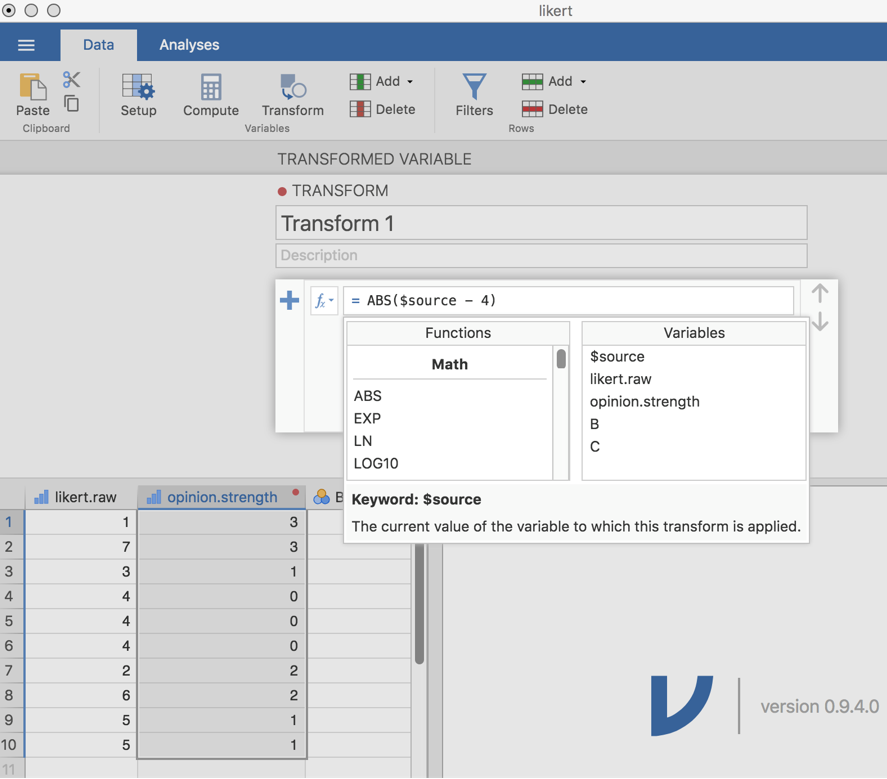 likert
Data Analyses
Paste Setup Compute Transform Add Delete Filters Add Delete
Clipboard Variables Rows
TRANSFORMED VARIABLE
TRANSFORM
Transform 1
Description
fx = ABS($source - 4)
Functions Variables
Math $source
ABS likert.raw
EXP opinion.strength
LN B
LOG10 C
Keyword: $source
The current value of the variable to which this transform is applied.
likert.raw opinion.strength B
1 1 3
2 7 3
3 3 1
4 4 0
5 4 0
6 4 0
7 2 2
8 6 2
9 5 1
10 5 1
11
version 0.9.4.0